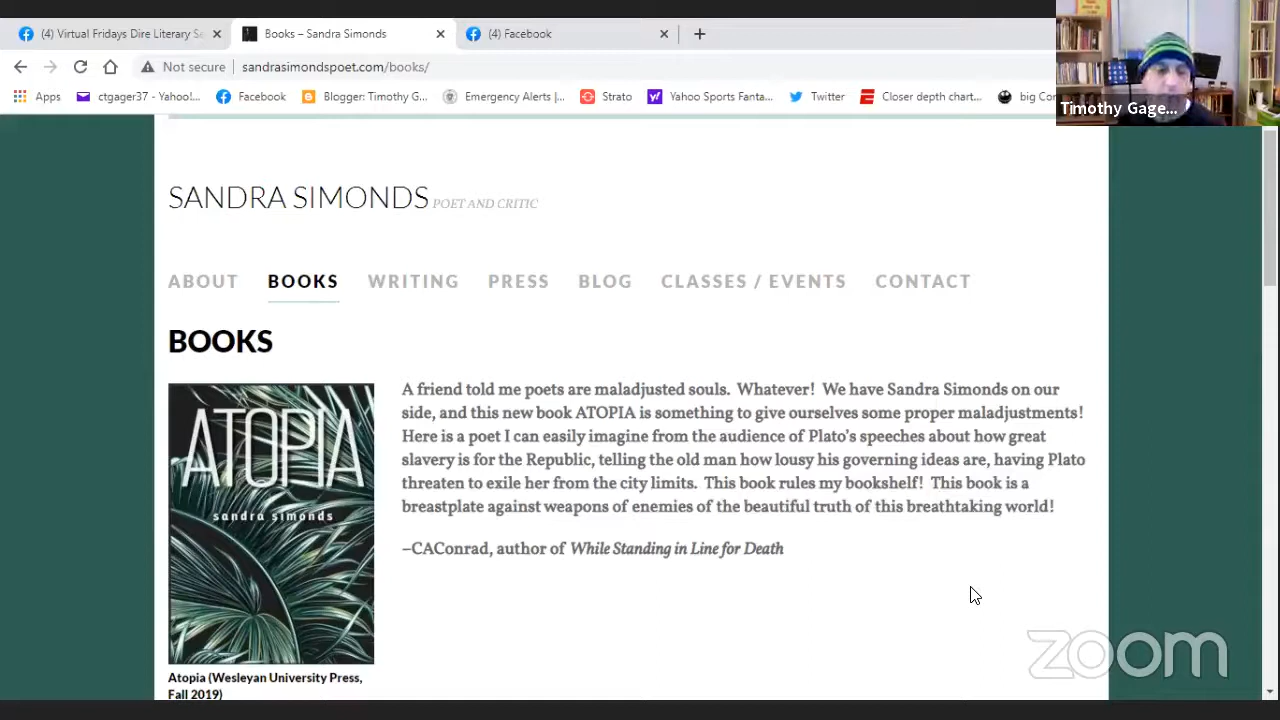 (4) Virtual Fridays Dire Literary Se
Books – Sandra Simonds
(4) Facebook
Not secure
sandrasimondspoet.com/books/
Apps
ctgager37 - Yahoo!...
Facebook
Blogger: Timothy G...
Emergency Alerts |...
Strato
Yahoo Sports Fanta...
Twitter
Closer depth chart...
big Cor
Timothy Gage...
SANDRA SIMONDS POET AND CRITIC
ABOUT BOOKS WRITING PRESS BLOG CLASSES / EVENTS CONTACT
BOOKS
ATOPIA
sandra simonds
A friend told me poets are maladjusted souls. Whatever! We have Sandra Simonds on our
side, and this new book ATOPIA is something to give ourselves some proper maladjustments!
Here is a poet I can easily imagine from the audience of Plato's speeches about how great
slavery is for the Republic, telling the old man how lousy his governing ideas are, having Plato
threaten to exile her from the city limits. This book rules my bookshelf! This book is a
breastplate against weapons of enemies of the beautiful truth of this breathtaking world!
–CAConrad, author of While Standing in Line for Death
Atopia (Wesleyan University Press,
Fall 2019)
zoom